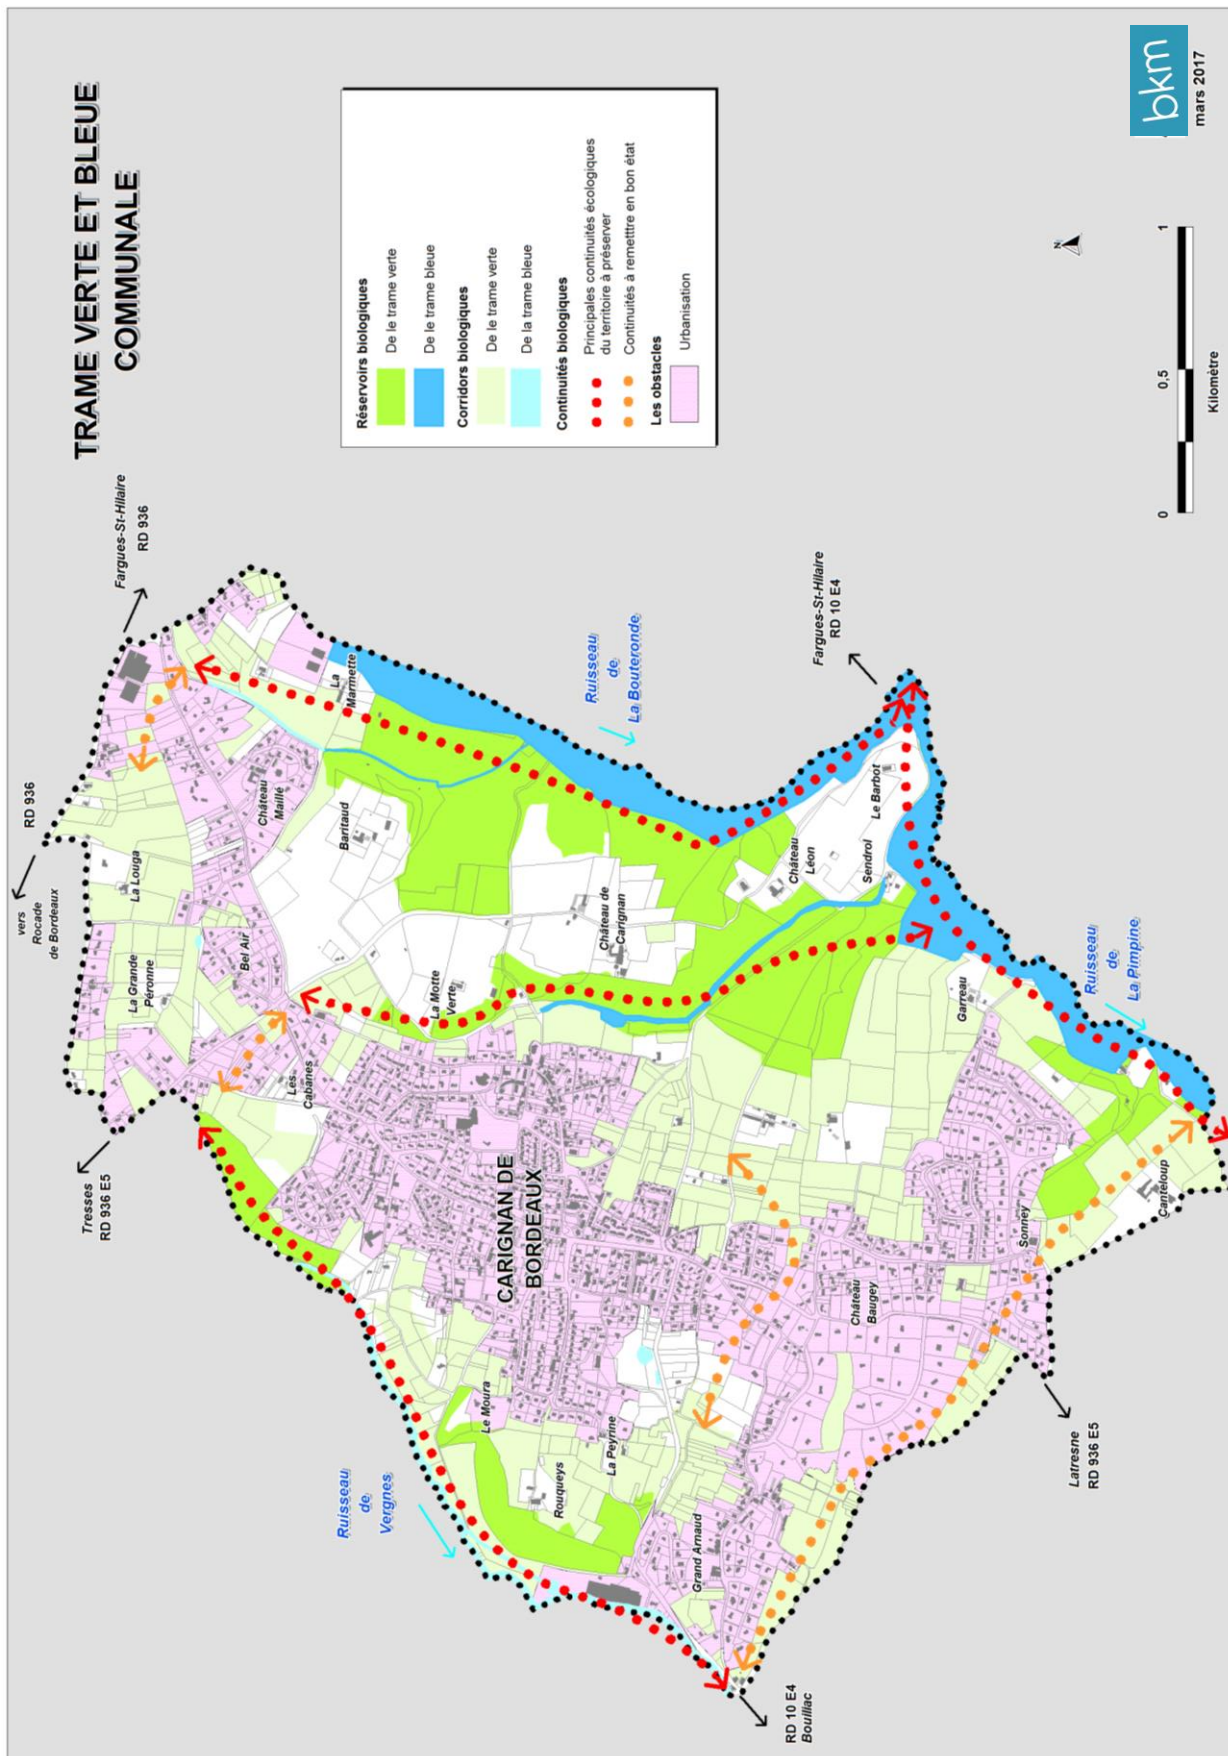 TRAME VERTE ET BLEUE
COMMUNALE
Réservoirs biologiques
De le trame verte
De le trame bleue
Corridors biologiques
De le trame verte
De la trame bleue
Continuités biologiques
Principales continuités écologiques
du territoire à préserver
Continuités à remetttre en bon état
Les obstacles
Urbanisation
N
0
0,5
1
Kilomètre
bkm
mars 2017
vers
Rocade
de Bordeaux
RD 936
Fargues-St-Hilaire
RD 936
Tresses
RD 936 E5
La Grande
Péronne
La Louga
Bel Air
Château
Maillé
La
Marmette
Les
Cabanes
Baritaud
La Motte
Verte
Ruisseau
de
La Bouteronde
Ruisseau
de
Vergnes
CARIGNAN DE
BORDEAUX
Château de
Carignan
Le Moura
Rouqueys
La Peyrine
Château
Léon
Le Barbot
Sendrol
Fargues-St-Hilaire
RD 10 E4
Grand Arnaud
Château
Baugey
Garreau
Sonney
Canteloup
Ruisseau
de
La Pimpine
RD 10 E4
Bouilliac
Latresne
RD 936 E5